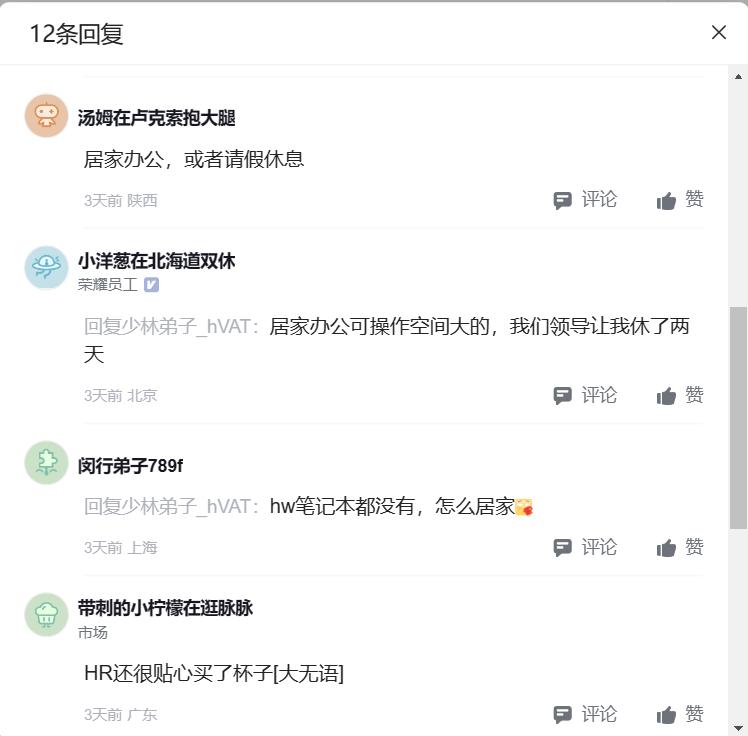 12条回复
汤姆在卢克索抱大腿
居家办公，或者请假休息
3天前 陕西
评论
赞
小洋葱在北海道双休
荣耀员工
回复少林弟子_hVAT：居家办公可操作空间大的，我们领导让我休了两
天
3天前 北京
评论
赞
闵行弟子789f
回复少林弟子_hVAT：hw笔记本都没有，怎么居家
3天前 上海
评论
赞
带刺的小柠檬在逛脉脉
市场
HR还很贴心买了杯子[大无语]
3天前 广东
评论
赞